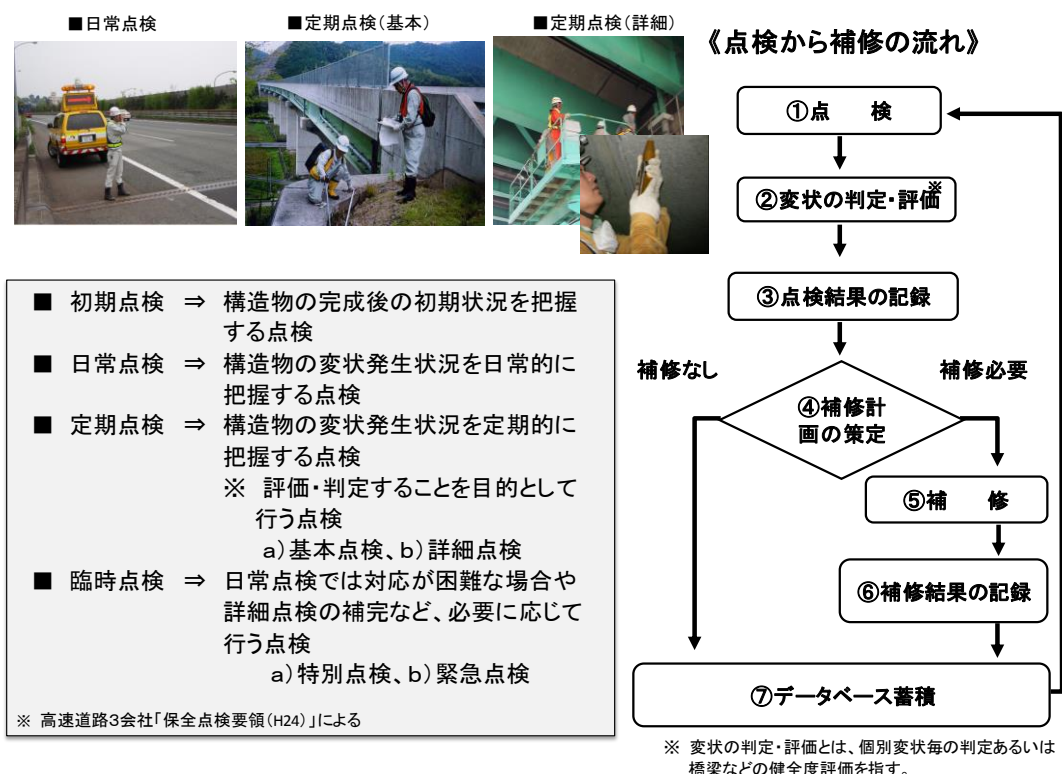 ■日常点検
■定期点検(基本)
■定期点検(詳細)
■ 初期点検 ⇒ 構造物の完成後の初期状況を把握
する点検
■ 日常点検 ⇒ 構造物の変状発生状況を日常的に
把握する点検
■ 定期点検 ⇒ 構造物の変状発生状況を定期的に
把握する点検
※ 評価・判定することを目的として
行う点検
a)基本点検、b)詳細点検
■ 臨時点検 ⇒ 日常点検では対応が困難な場合や
詳細点検の補完など、必要に応じて
行う点検
a)特別点検、b)緊急点検
※ 高速道路3会社「保全点検要領(H24)」による
《点検から補修の流れ》
①点 検
②変状の判定・評価※
③点検結果の記録
補修なし
補修必要
④補修計
画の策定
⑤補 修
⑥補修結果の記録
⑦データベース蓄積
※ 変状の判定・評価とは、個別変状毎の判定あるいは
橋梁などの健全度評価を指す。